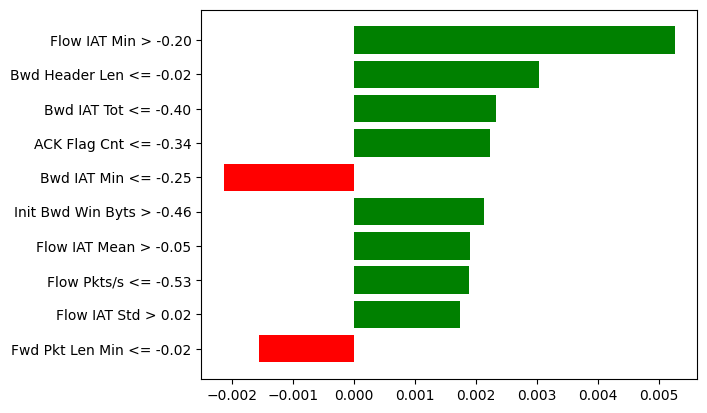 Flow IAT Min > -0.20
Bwd Header Len <= -0.02
Bwd IAT Tot <= -0.40
ACK Flag Cnt <= -0.34
Bwd IAT Min <= -0.25
Init Bwd Win Byts > -0.46
Flow IAT Mean > -0.05
Flow Pkts/s <= -0.53
Flow IAT Std > 0.02
Fwd Pkt Len Min <= -0.02
−0.002 −0.001 0.000 0.001 0.002 0.003 0.004 0.005